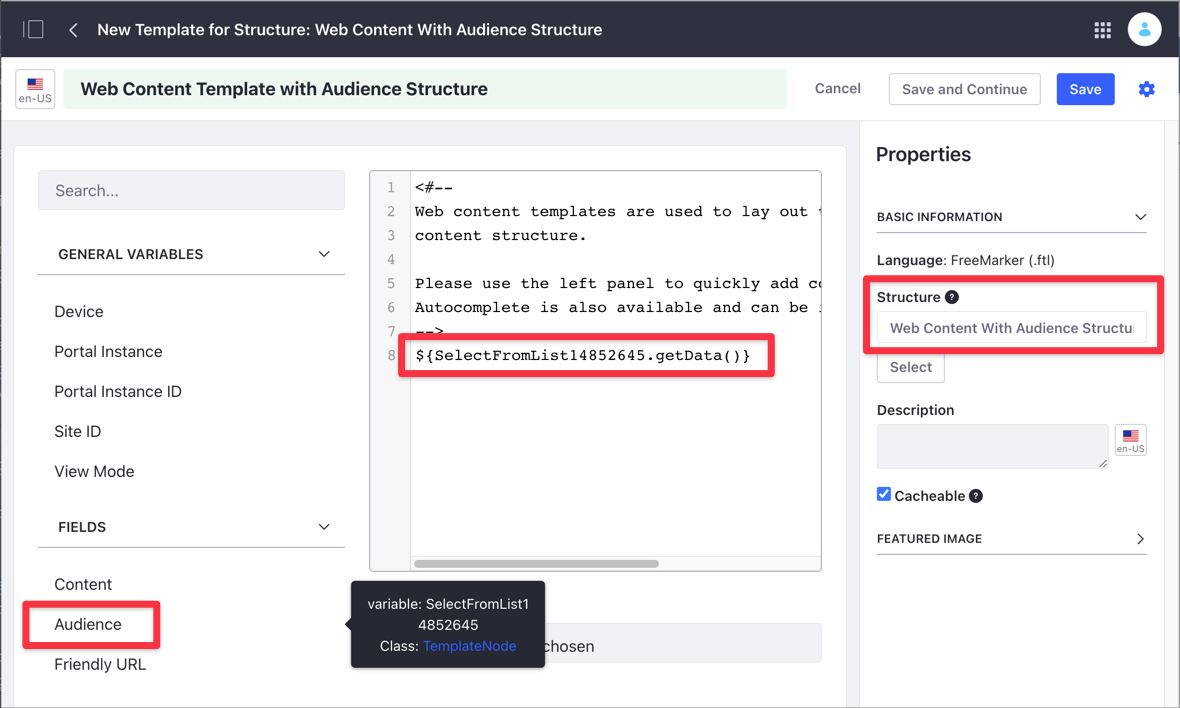 New Template for Structure: Web Content With Audience Structure
en-US
Web Content Template with Audience Structure
Cancel
Save and Continue
Save
Search...
GENERAL VARIABLES
Device
Portal Instance
Portal Instance ID
Site ID
View Mode
FIELDS
Content
Audience
Friendly URL
1 <#--
2 Web content templates are used to lay out
3 content structure.
4
5 Please use the left panel to quickly add
6 Autocomplete is also available and can be
7 -->
8 ${SelectFromList14852645.getData()}
variable: SelectFromList1
4852645
Class: TemplateNode
chosen
Properties
BASIC INFORMATION
Language: FreeMarker (.ftl)
Structure ?
Web Content With Audience Structu
Select
Description
en-US
Cacheable ?
FEATURED IMAGE